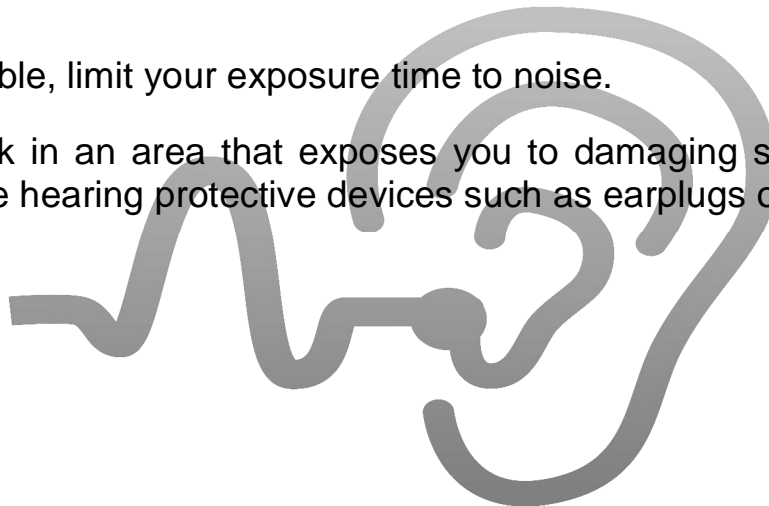 ble, limit your exposure time to noise.
k in an area that exposes you to damaging s
e hearing protective devices such as earplugs o